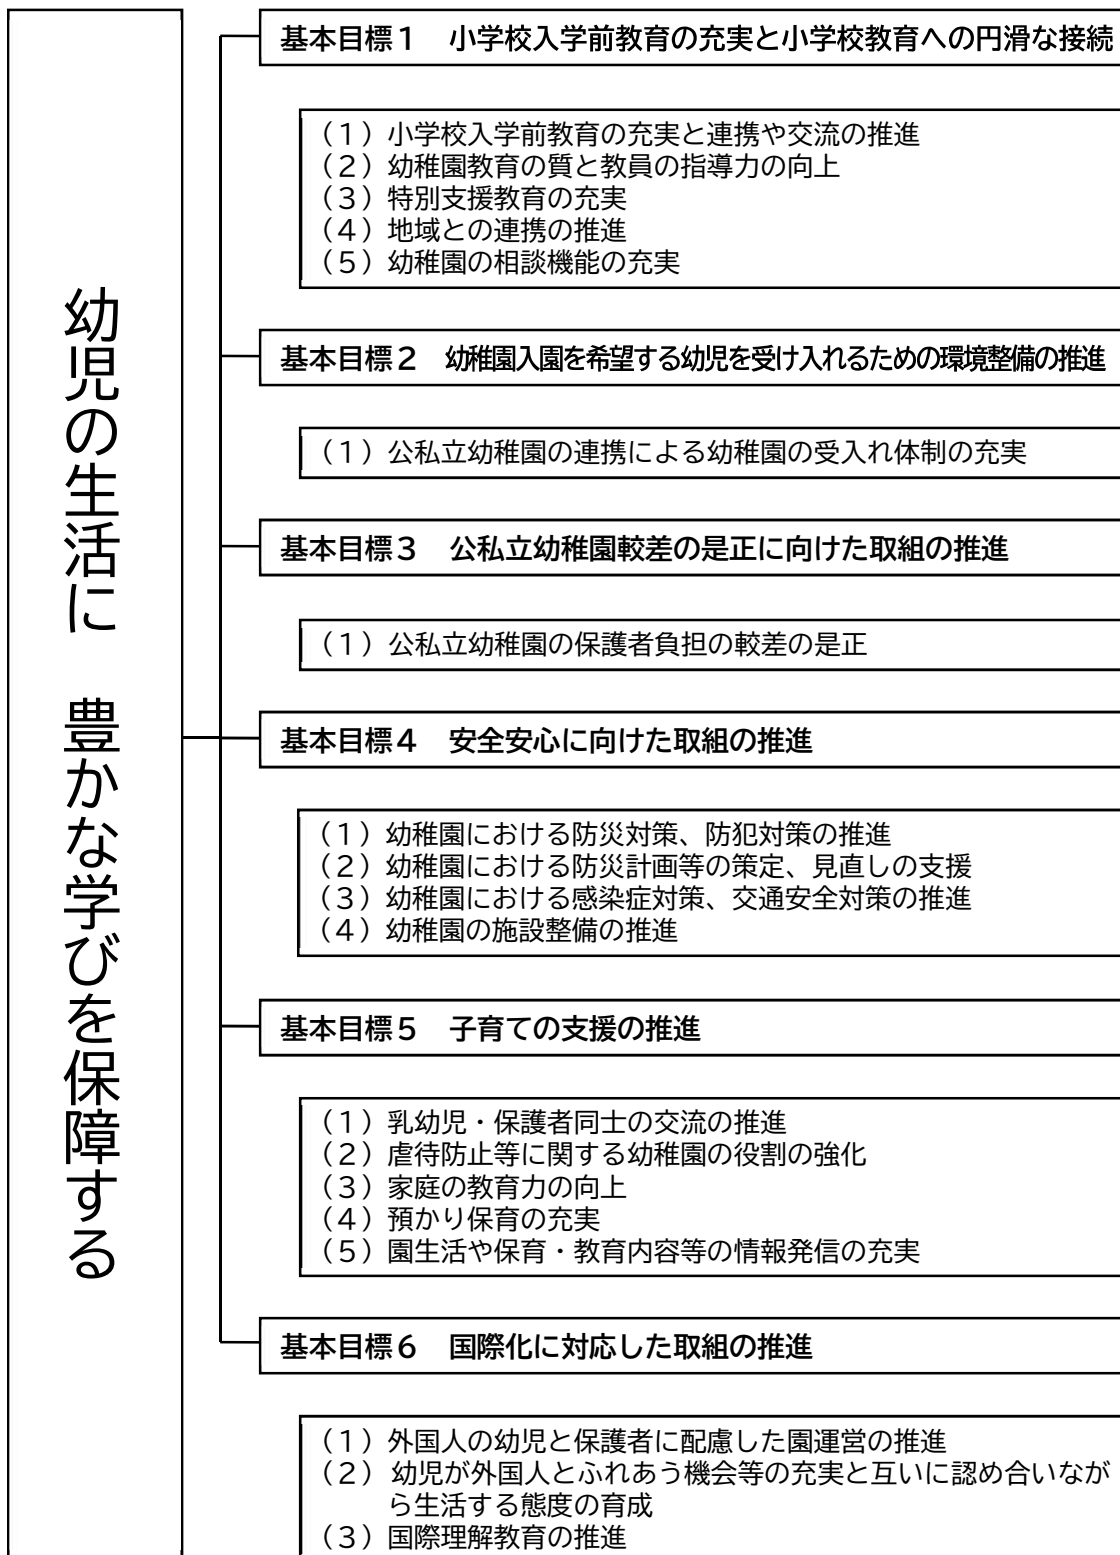 幼児の生活に　豊かな学びを保障する
基本目標１　小学校入学前教育の充実と小学校教育への円滑な接続
（１）小学校入学前教育の充実と連携や交流の推進
（２）幼稚園教育の質と教員の指導力の向上
（３）特別支援教育の充実
（４）地域との連携の推進
（５）幼稚園の相談機能の充実
基本目標２　幼稚園入園を希望する幼児を受け入れるための環境整備の推進
（１）公私立幼稚園の連携による幼稚園の受入れ体制の充実
基本目標３　公私立幼稚園較差の是正に向けた取組の推進
（１）公私立幼稚園の保護者負担の較差の是正
基本目標４　安全安心に向けた取組の推進
（１）幼稚園における防災対策、防犯対策の推進
（２）幼稚園における防災計画等の策定、見直しの支援
（３）幼稚園における感染症対策、交通安全対策の推進
（４）幼稚園の施設整備の推進
基本目標５　子育ての支援の推進
（１）乳幼児・保護者同士の交流の推進
（２）虐待防止等に関する幼稚園の役割の強化
（３）家庭の教育力の向上
（４）預かり保育の充実
（５）園生活や保育・教育内容等の情報発信の充実
基本目標６　国際化に対応した取組の推進
（１）外国人の幼児と保護者に配慮した園運営の推進
（２）幼児が外国人とふれあう機会等の充実と互いに認め合いなが
ら生活する態度の育成
（３）国際理解教育の推進